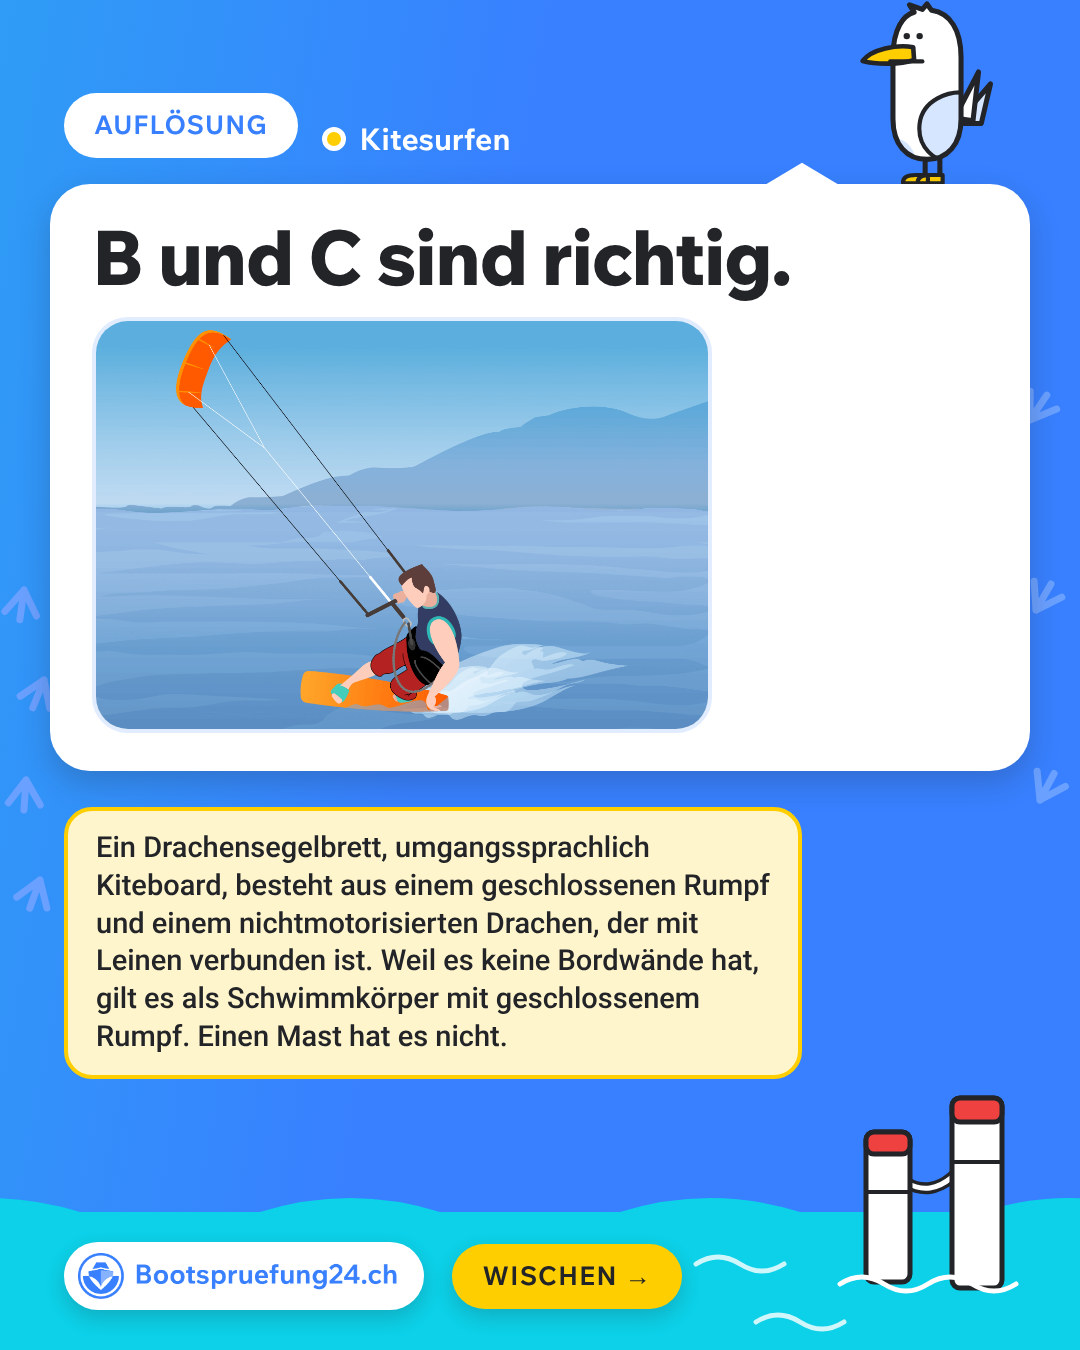 AUFLÖSUNG
Kitesurfen
B und C sind richtig.
Ein Drachensegelbrett, umgangssprachlich
Kiteboard, besteht aus einem geschlossenen Rumpf
und einem nichtmotorisierten Drachen, der mit
Leinen verbunden ist. Weil es keine Bordwände hat,
gilt es als Schwimmkörper mit geschlossenem
Rumpf. Einen Mast hat es nicht.
Bootspruefung24.ch
WISCHEN →